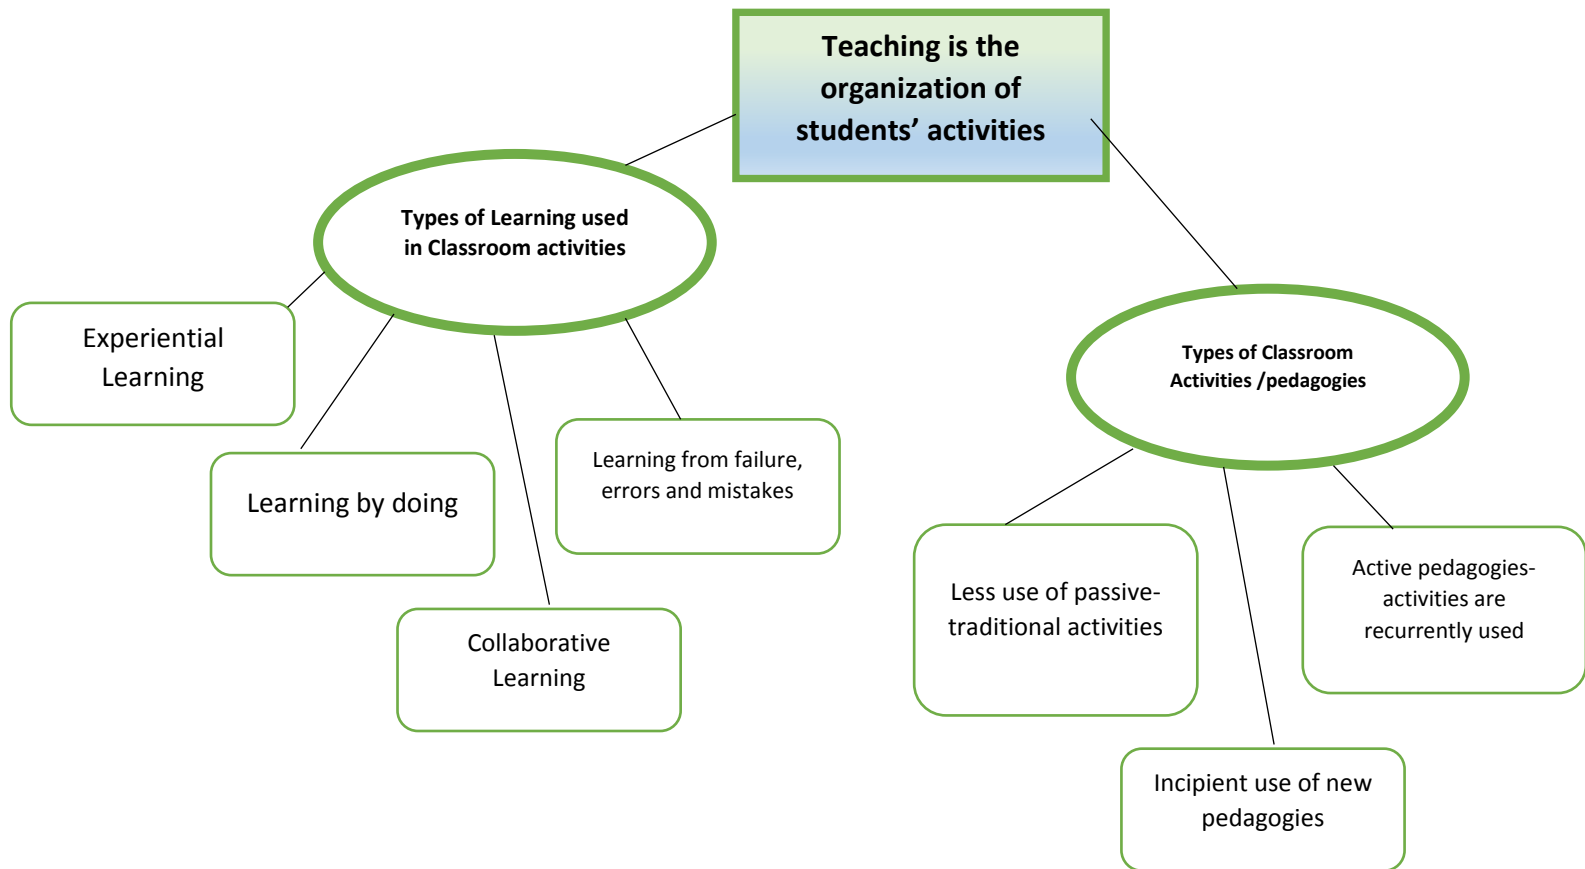 Teaching is the
organization of
students’ activities
Types of Learning used
in Classroom activities
Experiential
Learning
Learning by doing
Collaborative
Learning
Learning from failure,
errors and mistakes
Types of Classroom
Activities /pedagogies
Less use of passive-
traditional activities
Incipient use of new
pedagogies
Active pedagogies-
activities are
recurrently used